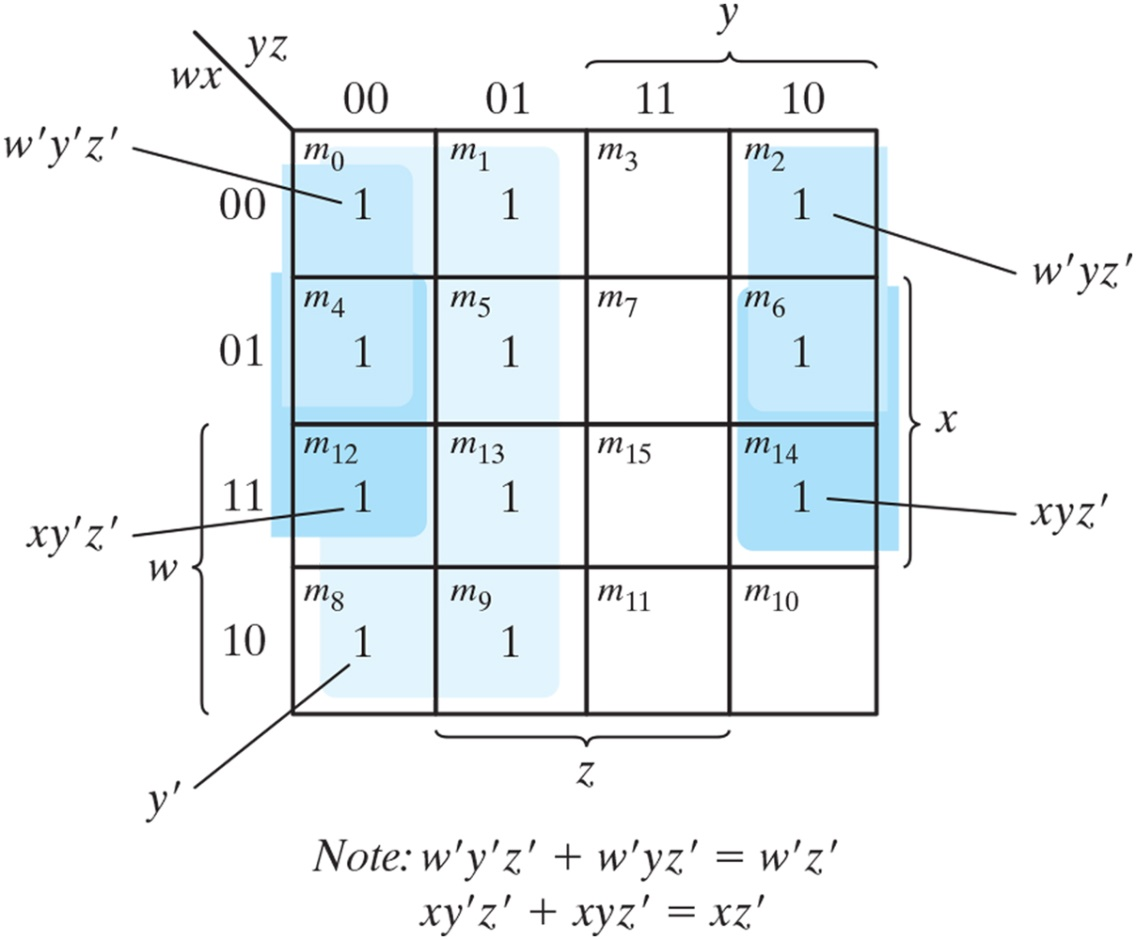 y
yz
wx
00 01 11 10
w'y'z'
m0 m1 m3 m2
00 1 1 1
w'yz'
m4 m5 m7 m6
01 1 1 1
x
m12 m13 m15 m14
11 1 1 1
xy'z'
xyz'
w
m8 m9 m11 m10
10 1 1
z
y'
Note: w'y'z' + w'yz' = w'z'
xy'z' + xyz' = xz'